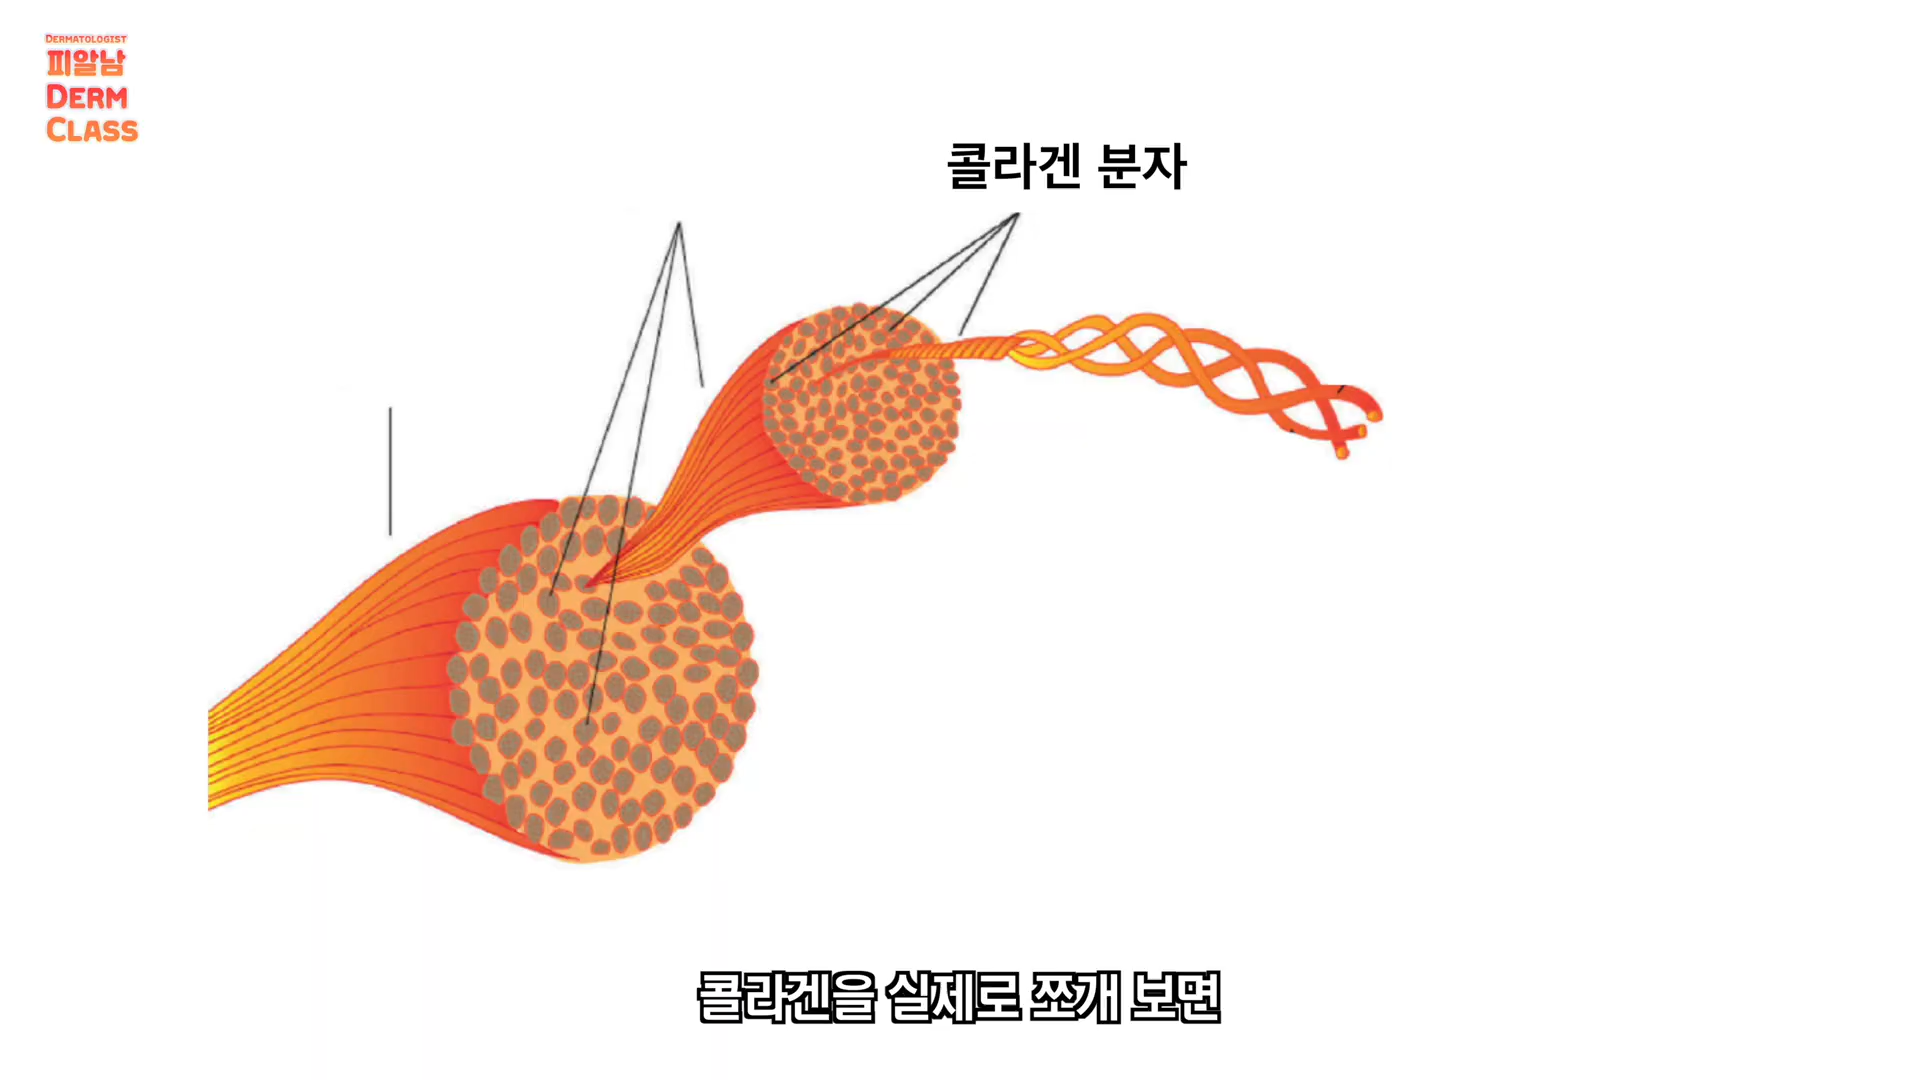 DERMATOLOGIST
피알남
DERM
CLASS
콜라겐 분자
콜라겐을 실제로 쪼개 보면